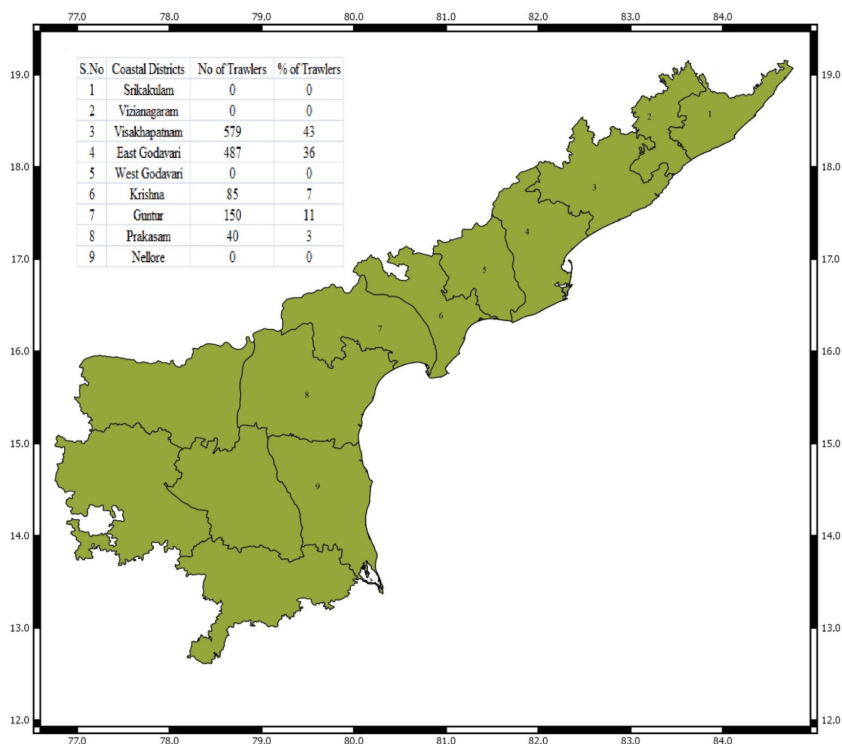 77.0 78.0 79.0 80.0 81.0 82.0 83.0 84.0
S.No Coastal Districts No of Trawlers % of Trawlers
1 Srikakulam 0 0
2 Vizianagaram 0 0
3 Visakhapatnam 579 43
4 East Godavari 487 36
5 West Godavari 0 0
6 Krishna 85 7
7 Guntur 150 11
8 Prakasam 40 3
9 Nellore 0 0
19.0 19.0
2 1
18.0 18.0
3
4
17.0 17.0
5
6
7
16.0 16.0
8
15.0 15.0
9
14.0 14.0
13.0 13.0
12.0 12.0
77.0 78.0 79.0 80.0 81.0 82.0 83.0 84.0